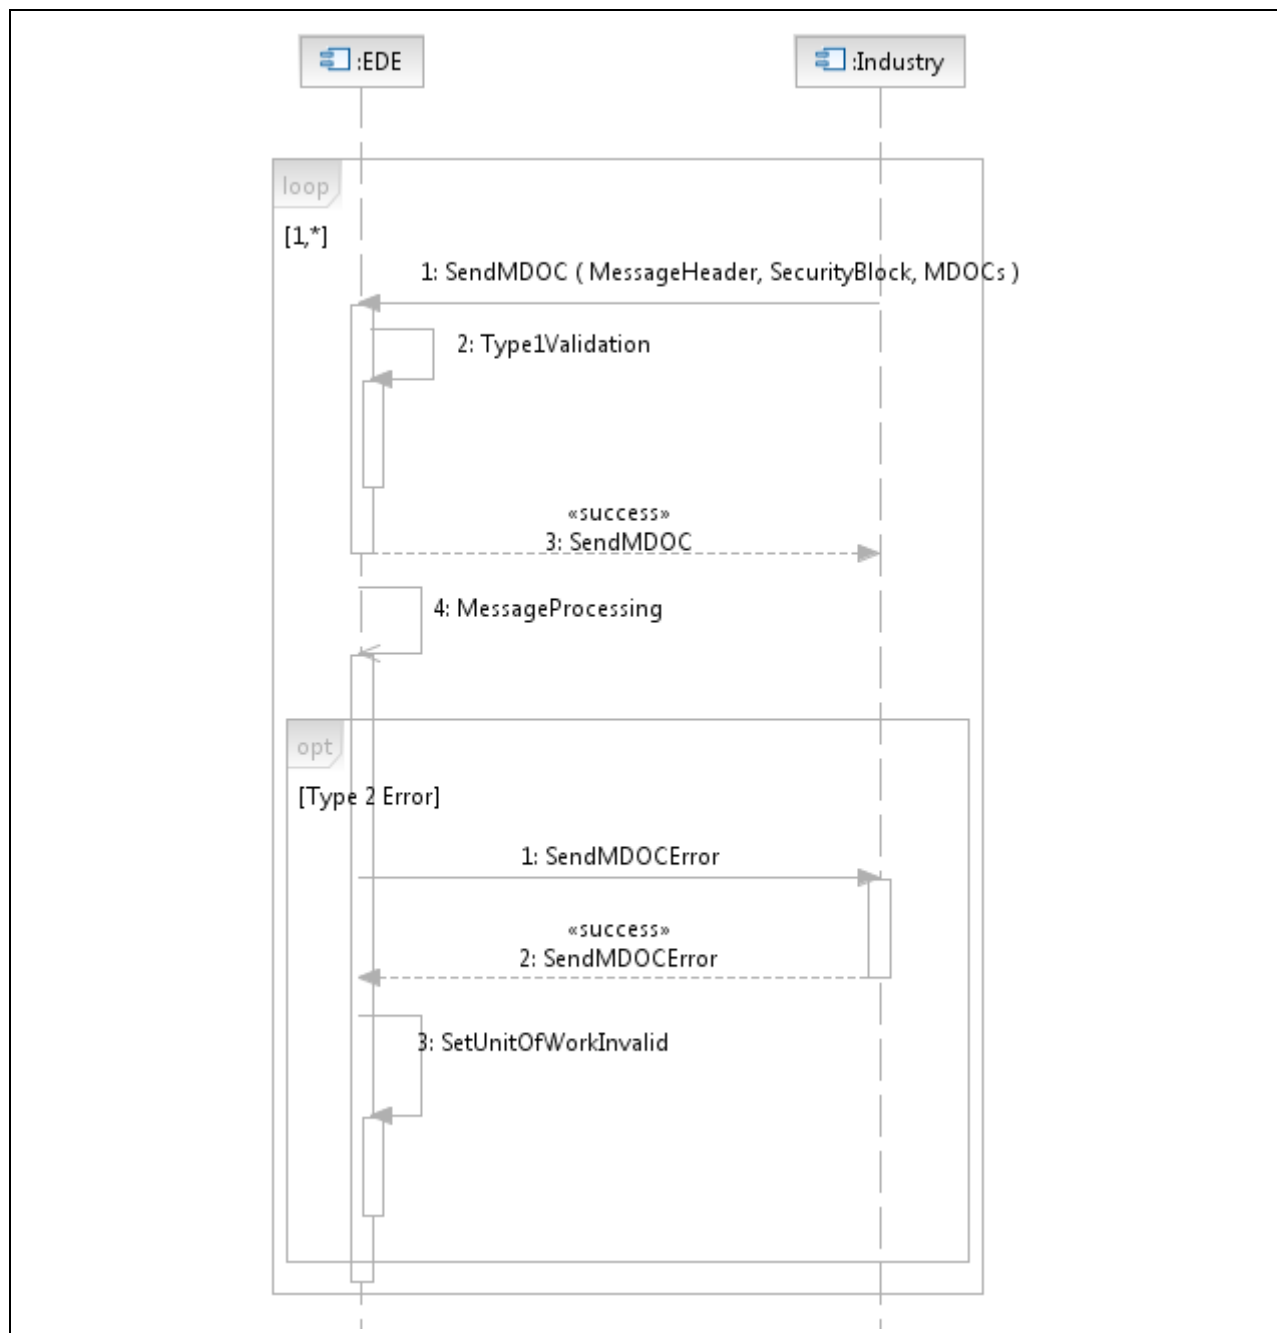 :EDE
:Industry
loop
[1,*]
1: SendMDOC ( MessageHeader, SecurityBlock, MDOCs )
2: Type1Validation
«success»
3: SendMDOC
4: MessageProcessing
opt
[Type 2 Error]
1: SendMDOCError
«success»
2: SendMDOCError
3: SetUnitOfWorkInvalid